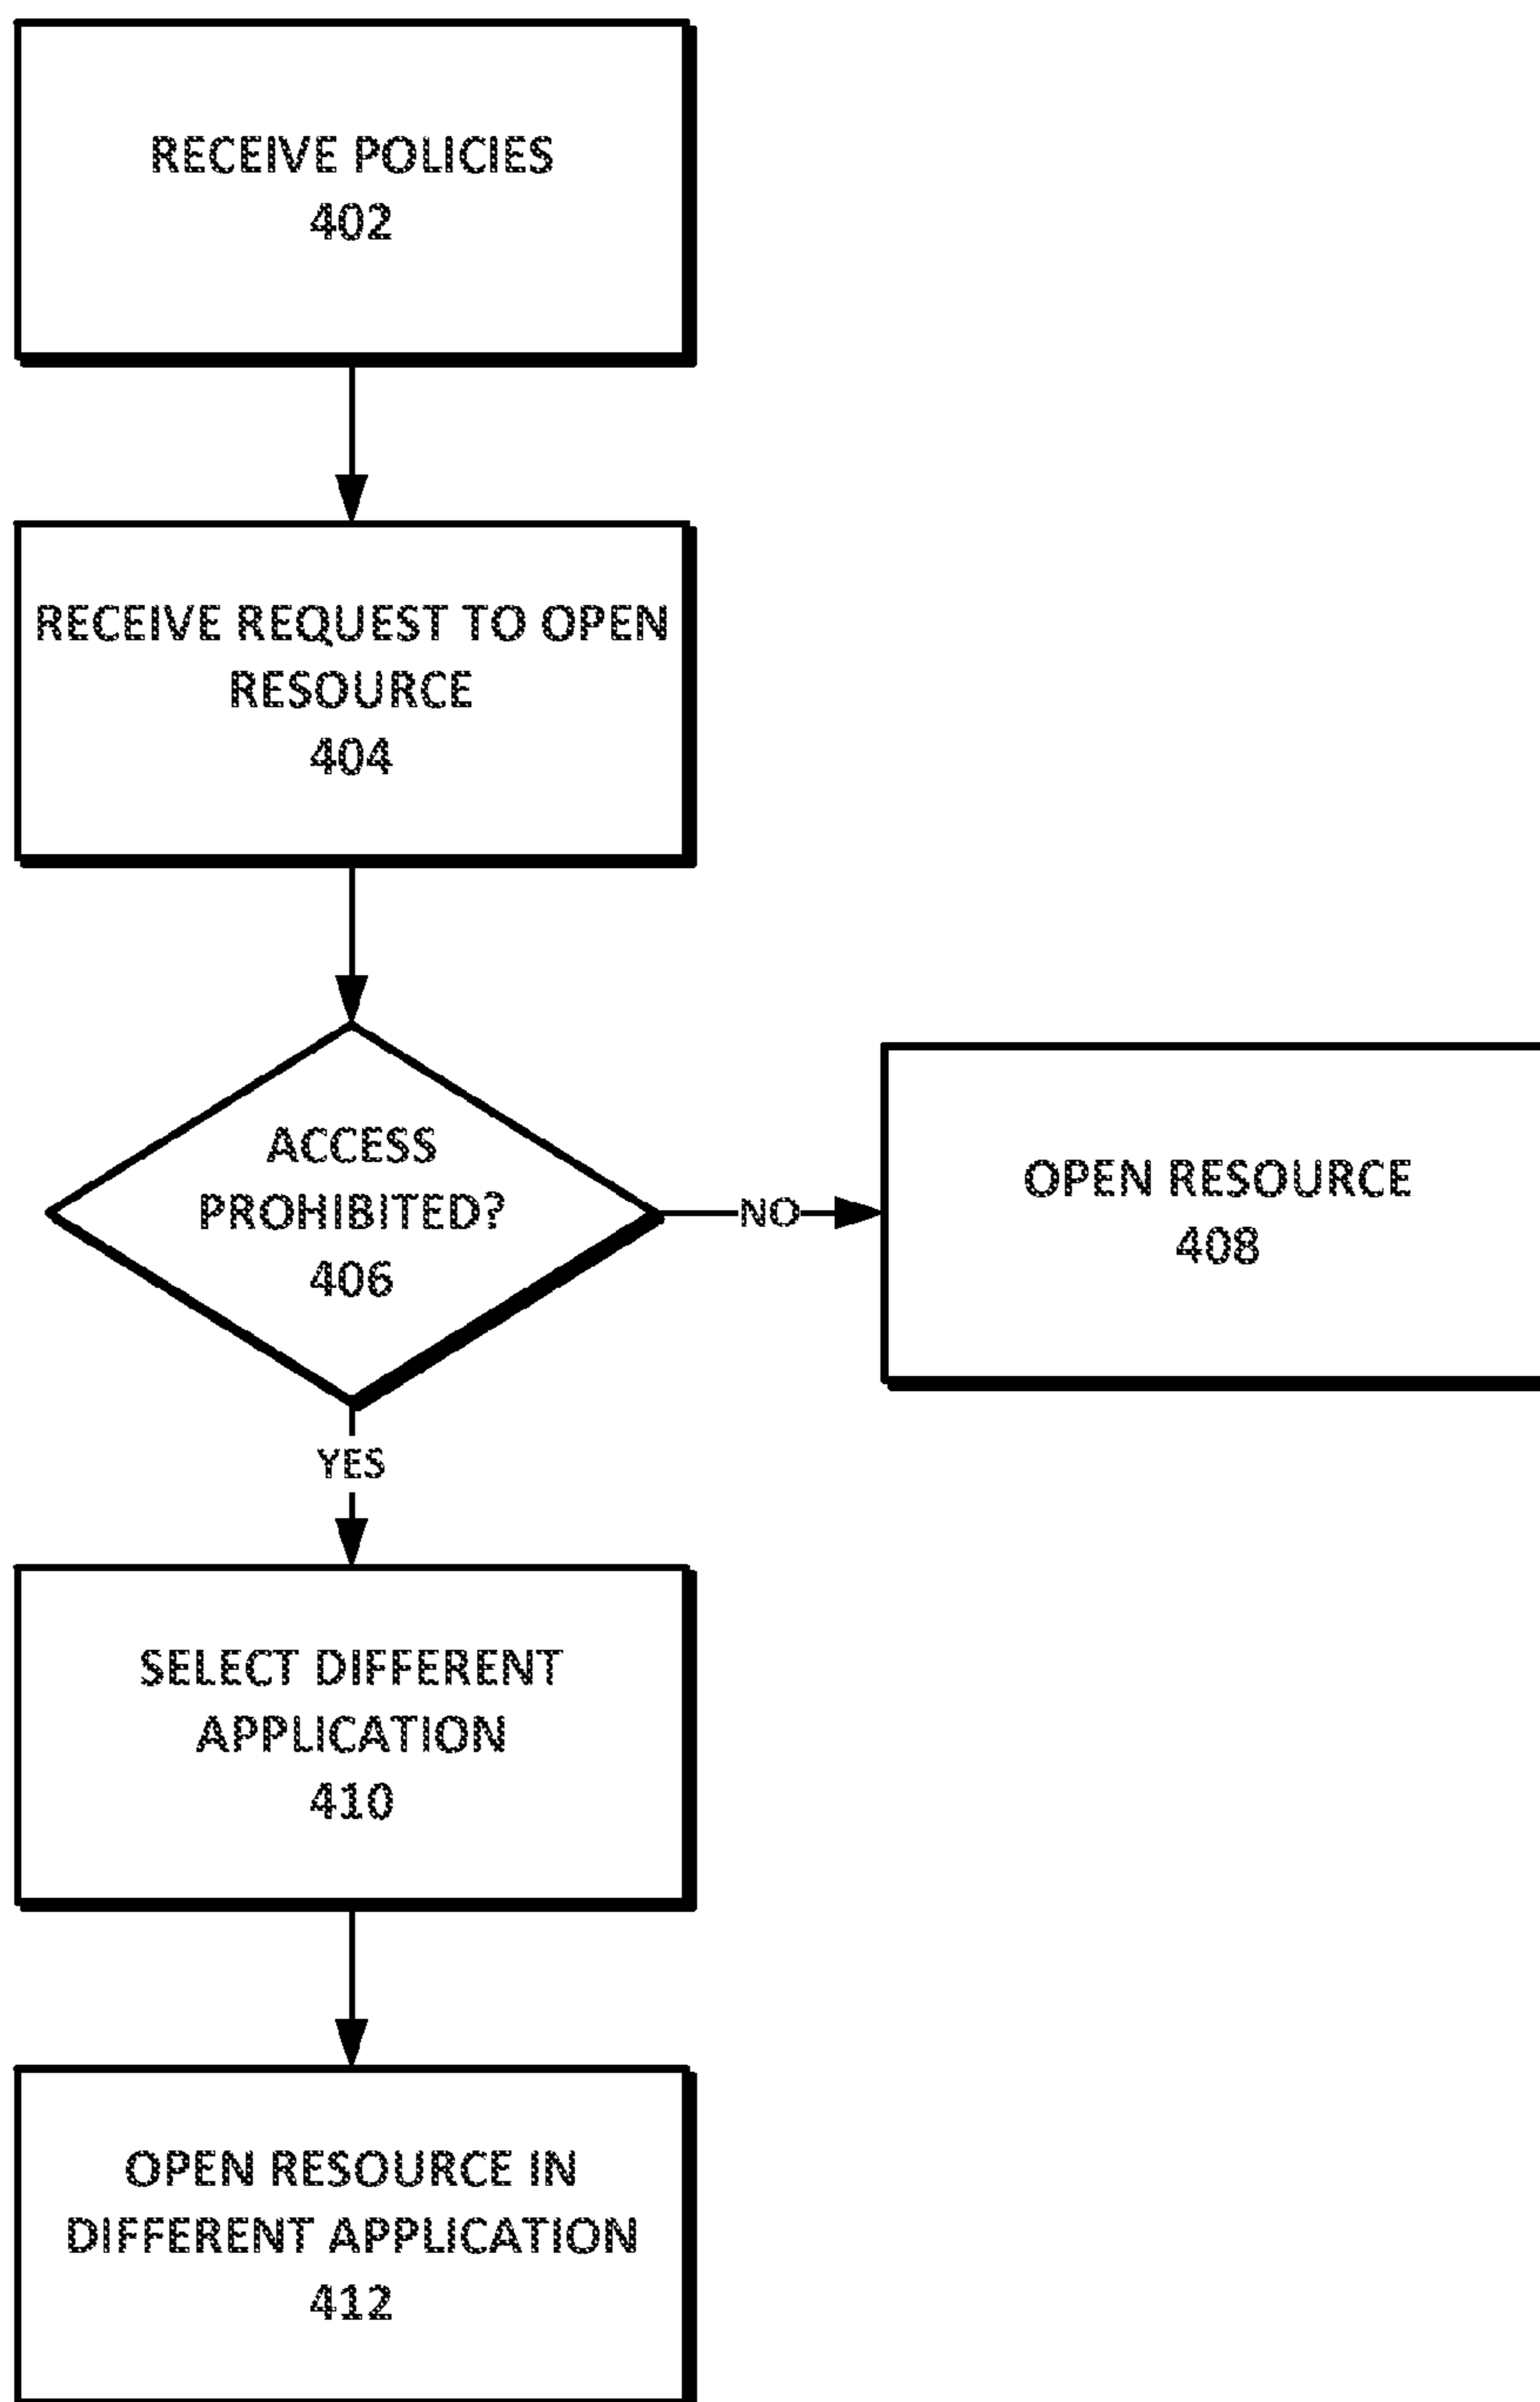 RECEIVE POLICIES
402
RECEIVE REQUEST TO OPEN
RESOURCE
404
ACCESS
PROHIBITED?
406
NO
OPEN RESOURCE
408
YES
SELECT DIFFERENT
APPLICATION
410
OPEN RESOURCE IN
DIFFERENT APPLICATION
412